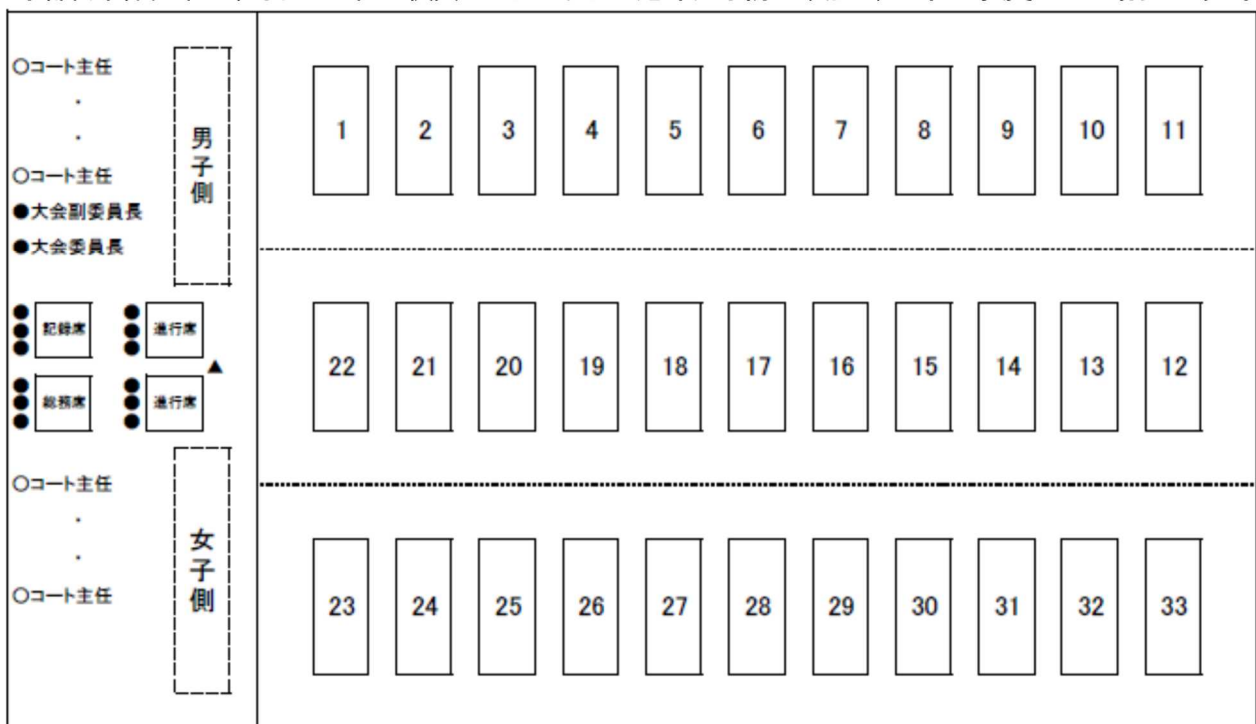 ○コート主任
・
・
○コート主任
●大会副委員長
●大会委員長
男子側
●●● 記録席 ●●● 進行席
▲
●●● 総務席 ●●● 進行席
○コート主任
・
・
○コート主任
女子側
1 2 3 4 5 6 7 8 9 10 11
22 21 20 19 18 17 16 15 14 13 12
23 24 25 26 27 28 29 30 31 32 33